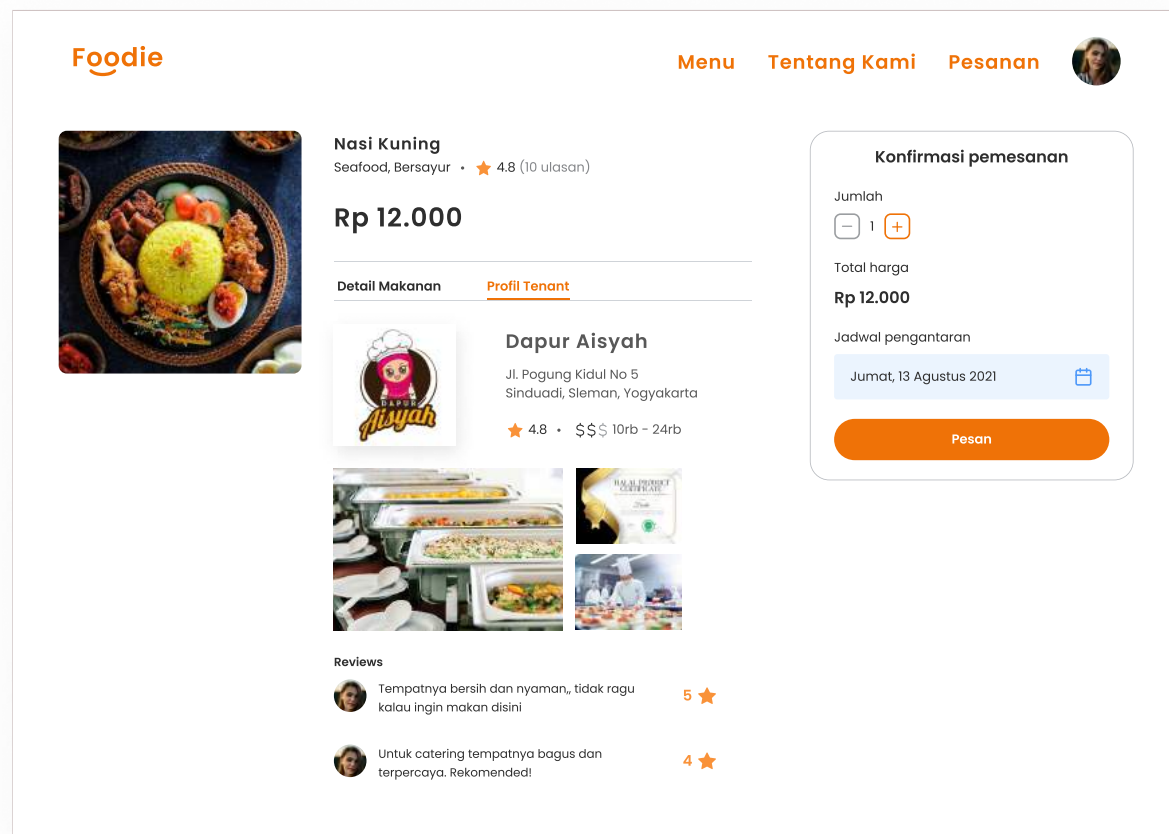 Foodie
Menu
Tentang Kami
Pesanan
Nasi Kuning
Seafood, Bersayur • 4.8 (10 ulasan)
Rp 12.000
Detail Makanan
Profil Tenant
DAPUR
Aisyah
Dapur Aisyah
Jl. Pogung Kidul No 5
Sinduadi, Sleman, Yogyakarta
4.8 • $$$ 10rb - 24rb
HALAL PRODUCT
CERTIFICATE
Reviews
Tempatnya bersih dan nyaman,, tidak ragu
kalau ingin makan disini
5
Untuk catering tempatnya bagus dan
terpercaya. Rekomended!
4
Konfirmasi pemesanan
Jumlah
− 1 +
Total harga
Rp 12.000
Jadwal pengantaran
Jumat, 13 Agustus 2021
Pesan